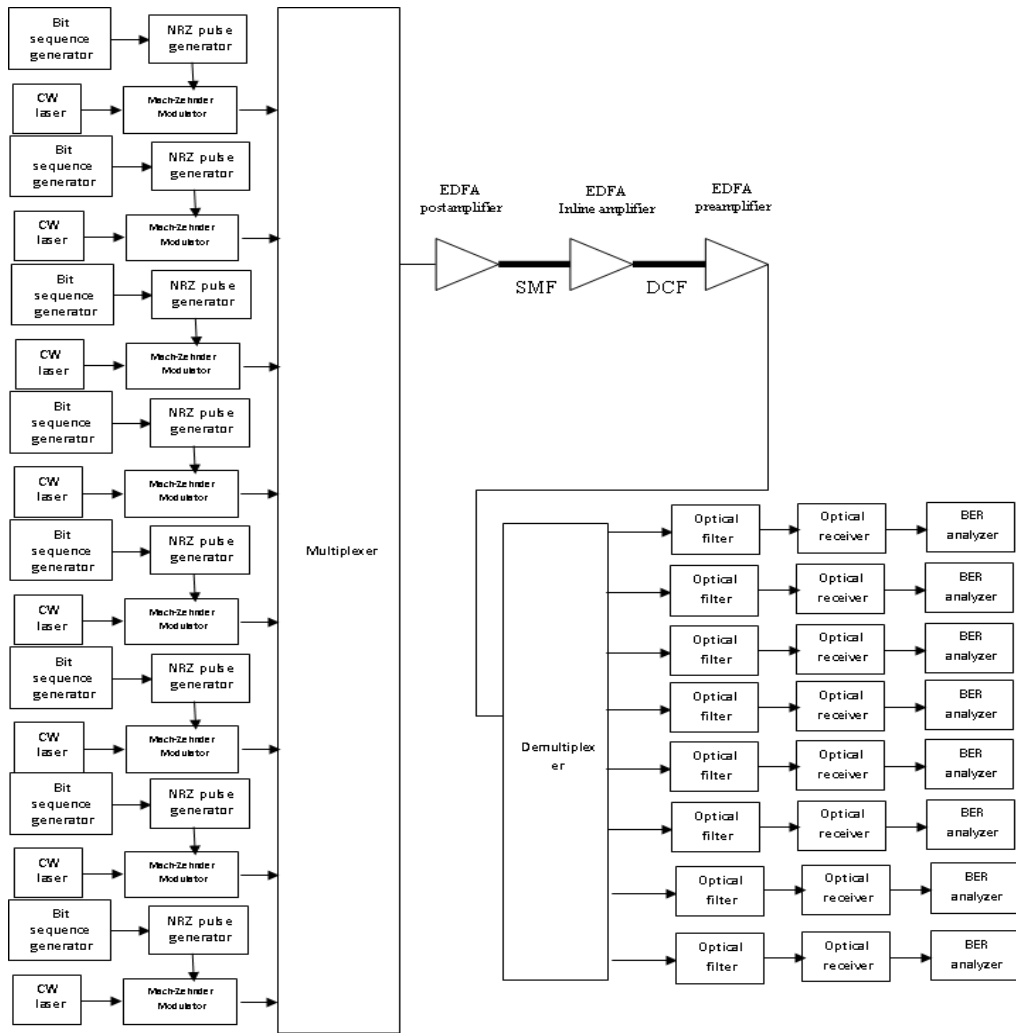 Bit
sequence
generator
NRZ pulse
generator
CW
laser
Mach-Zehnder
Modulator
Bit
sequence
generator
NRZ pulse
generator
CW
laser
Mach-Zehnder
Modulator
Bit
sequence
generator
NRZ pulse
generator
CW
laser
Mach-Zehnder
Modulator
Bit
sequence
generator
NRZ pulse
generator
CW
laser
Mach-Zehnder
Modulator
Bit
sequence
generator
NRZ pulse
generator
CW
laser
Mach-Zehnder
Modulator
Bit
sequence
generator
NRZ pulse
generator
CW
laser
Mach-Zehnder
Modulator
Bit
sequence
generator
NRZ pulse
generator
CW
laser
Mach-Zehnder
Modulator
Bit
sequence
generator
NRZ pulse
generator
CW
laser
Mach-Zehnder
Modulator
Multiplexer
EDFA
postamplifier
EDFA
Inline amplifier
EDFA
preamplifier
SMF
DCF
Demultiplex
er
Optical
filter
Optical
receiver
BER
analyzer
Optical
filter
Optical
receiver
BER
analyzer
Optical
filter
Optical
receiver
BER
analyzer
Optical
filter
Optical
receiver
BER
analyzer
Optical
filter
Optical
receiver
BER
analyzer
Optical
filter
Optical
receiver
BER
analyzer
Optical
filter
Optical
receiver
BER
analyzer
Optical
filter
Optical
receiver
BER
analyzer